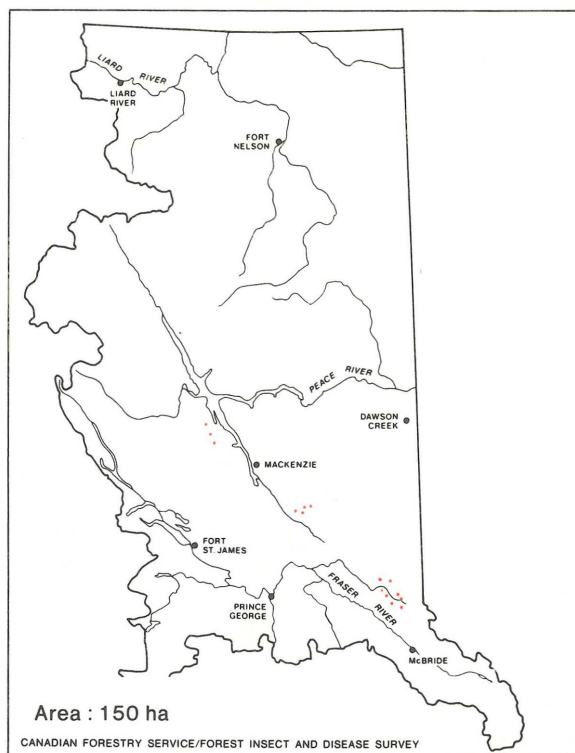 LIARD RIVER
LIARD
RIVER
FORT
NELSON
PEACE RIVER
DAWSON
CREEK
MACKENZIE
FORT
ST. JAMES
FRASER RIVER
PRINCE
GEORGE
McBRIDE
Area : 150 ha
CANADIAN FORESTRY SERVICE/FOREST INSECT AND DISEASE SURVEY